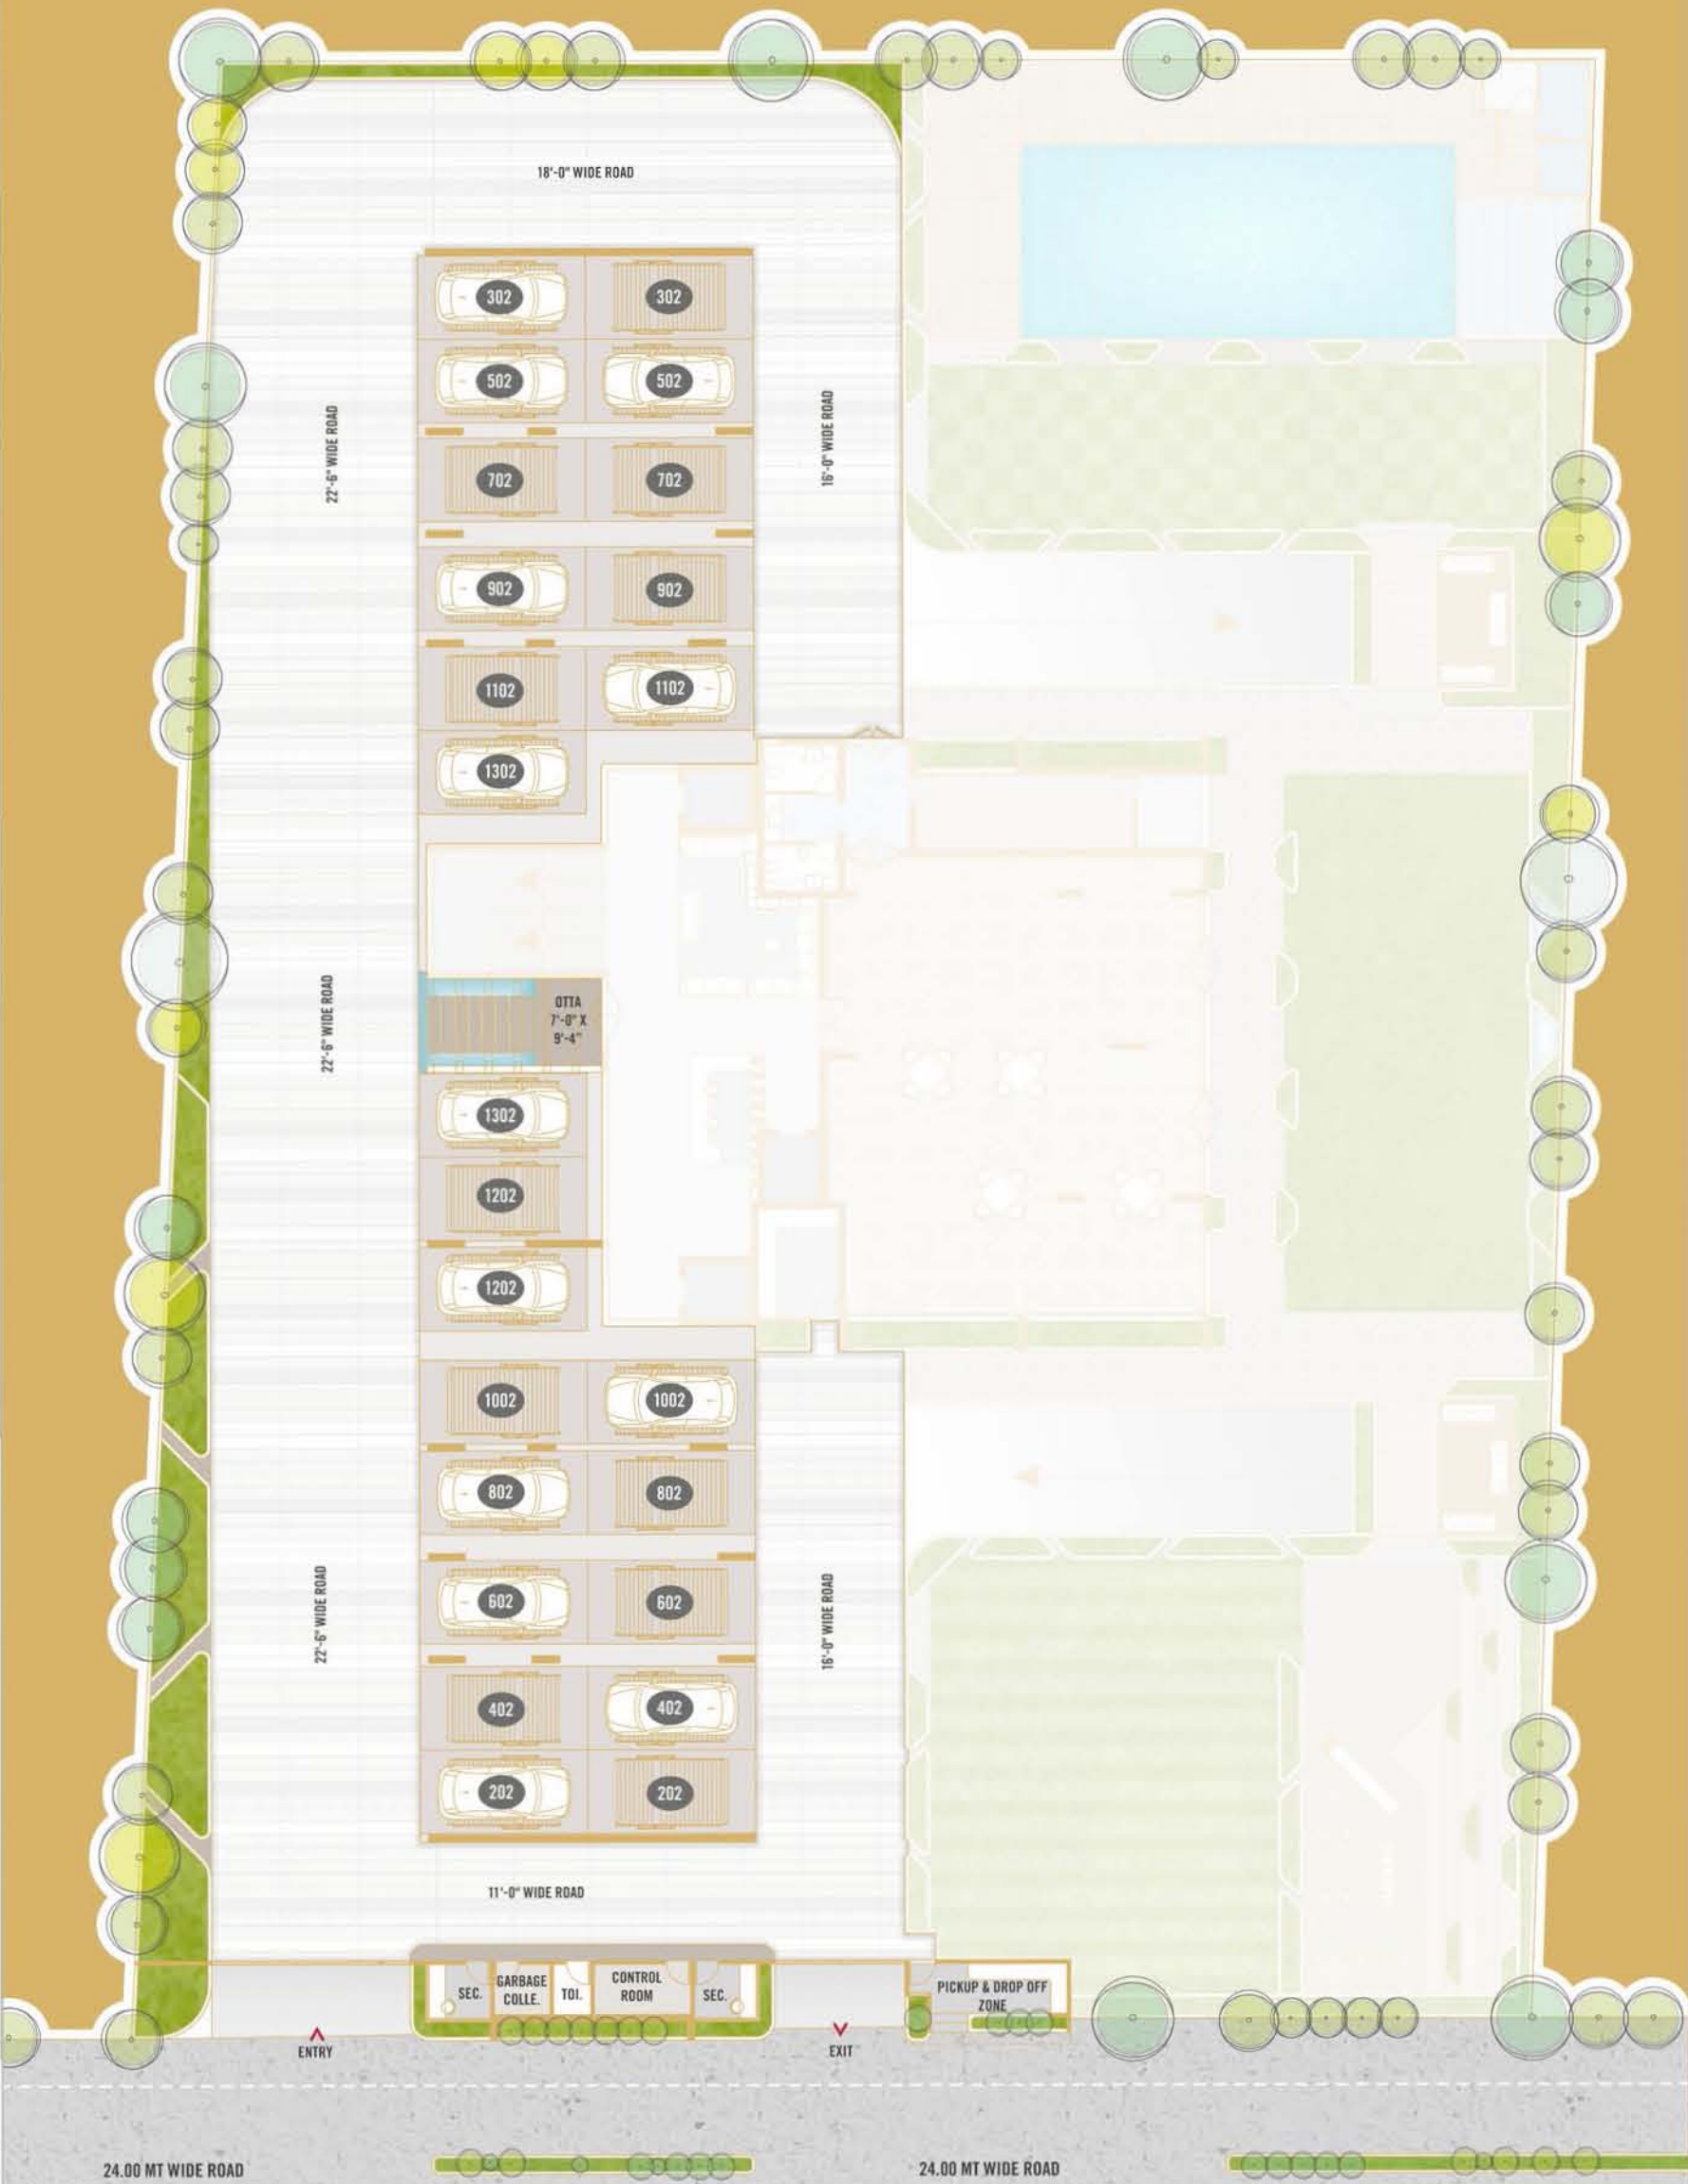 18'-0" WIDE ROAD
302
302
502
502
22'-6" WIDE ROAD
16'-0" WIDE ROAD
702
702
902
902
1102
1102
1302
OTTA
7'-0" X
9'-4"
22'-6" WIDE ROAD
1302
1202
1202
1002
1002
802
802
602
602
22'-6" WIDE ROAD
16'-0" WIDE ROAD
402
402
202
202
11'-0" WIDE ROAD
SEC.
GARBAGE
COLLE.
TOI.
CONTROL
ROOM
SEC.
PICKUP & DROP OFF
ZONE
ENTRY
EXIT
24.00 MT WIDE ROAD
24.00 MT WIDE ROAD